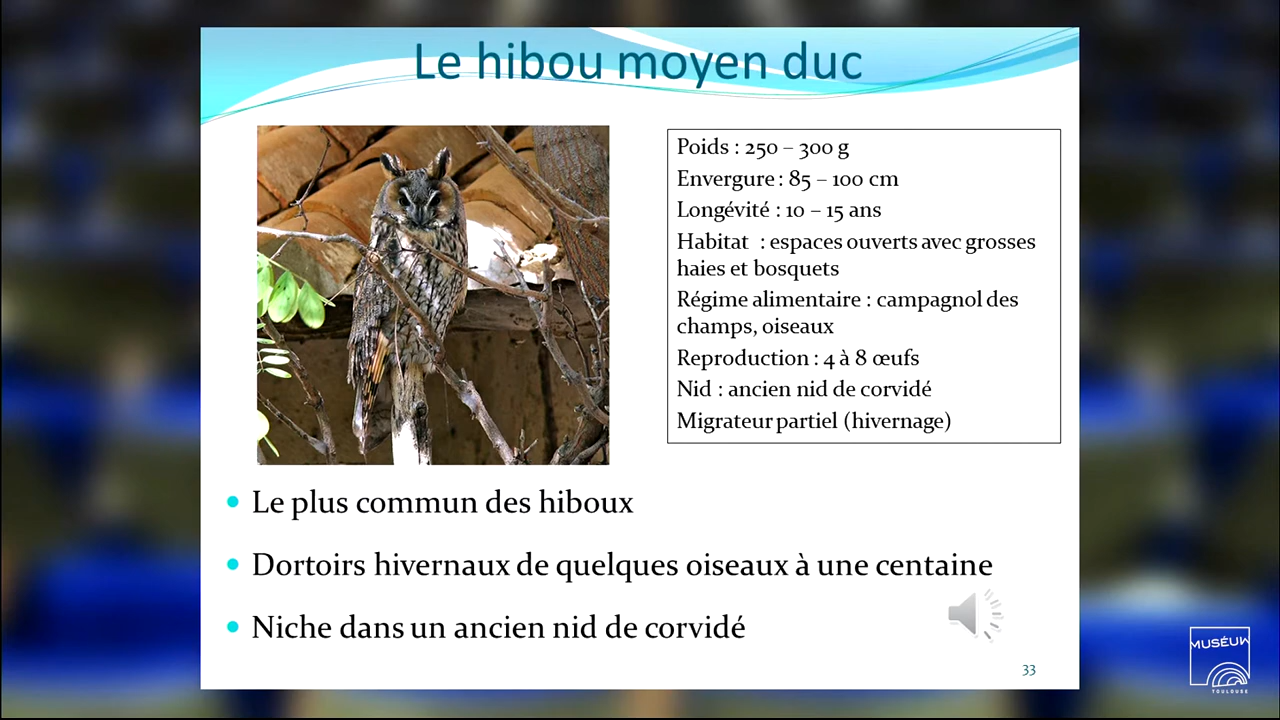 Le hibou moyen duc
Poids : 250 – 300 g
Envergure : 85 – 100 cm
Longévité : 10 – 15 ans
Habitat : espaces ouverts avec grosses
haies et bosquets
Régime alimentaire : campagnol des
champs, oiseaux
Reproduction : 4 à 8 œufs
Nid : ancien nid de corvidé
Migrateur partiel (hivernage)
• Le plus commun des hiboux
• Dortoirs hivernaux de quelques oiseaux à une centaine
• Niche dans un ancien nid de corvidé
33
MUSÉUM
TOULOUSE